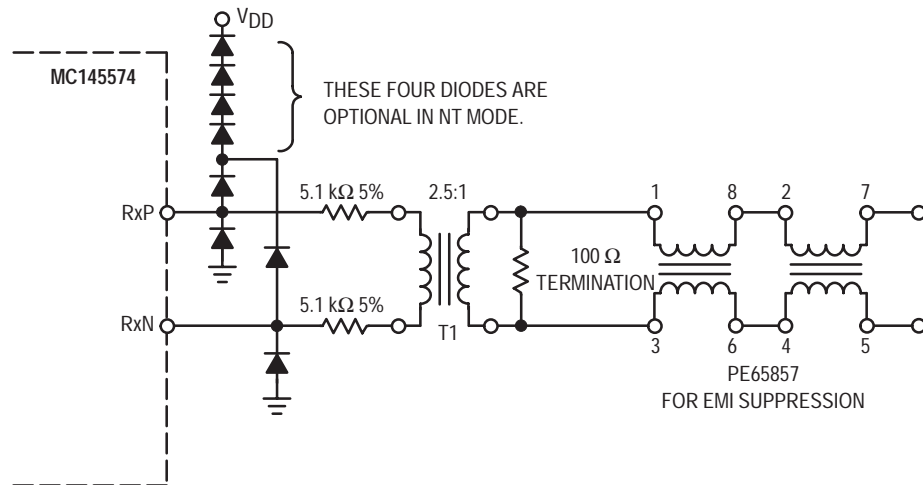 VDD
MC145574
THESE FOUR DIODES ARE
OPTIONAL IN NT MODE.
5.1 kΩ 5%
2.5:1
1
8
2
7
RxP
100 Ω
TERMINATION
5.1 kΩ 5%
RxN
T1
3
6
4
5
PE65857
FOR EMI SUPPRESSION